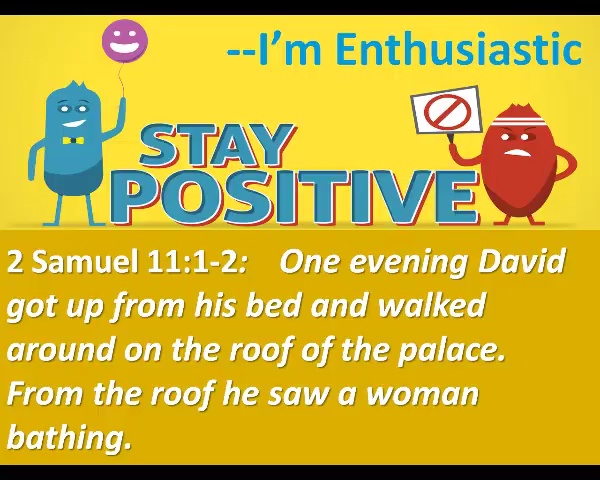 --I'm Enthusiastic
STAY
POSITIVE
2 Samuel 11:1-2:    One evening David
got up from his bed and walked
around on the roof of the palace.
From the roof he saw a woman
bathing.